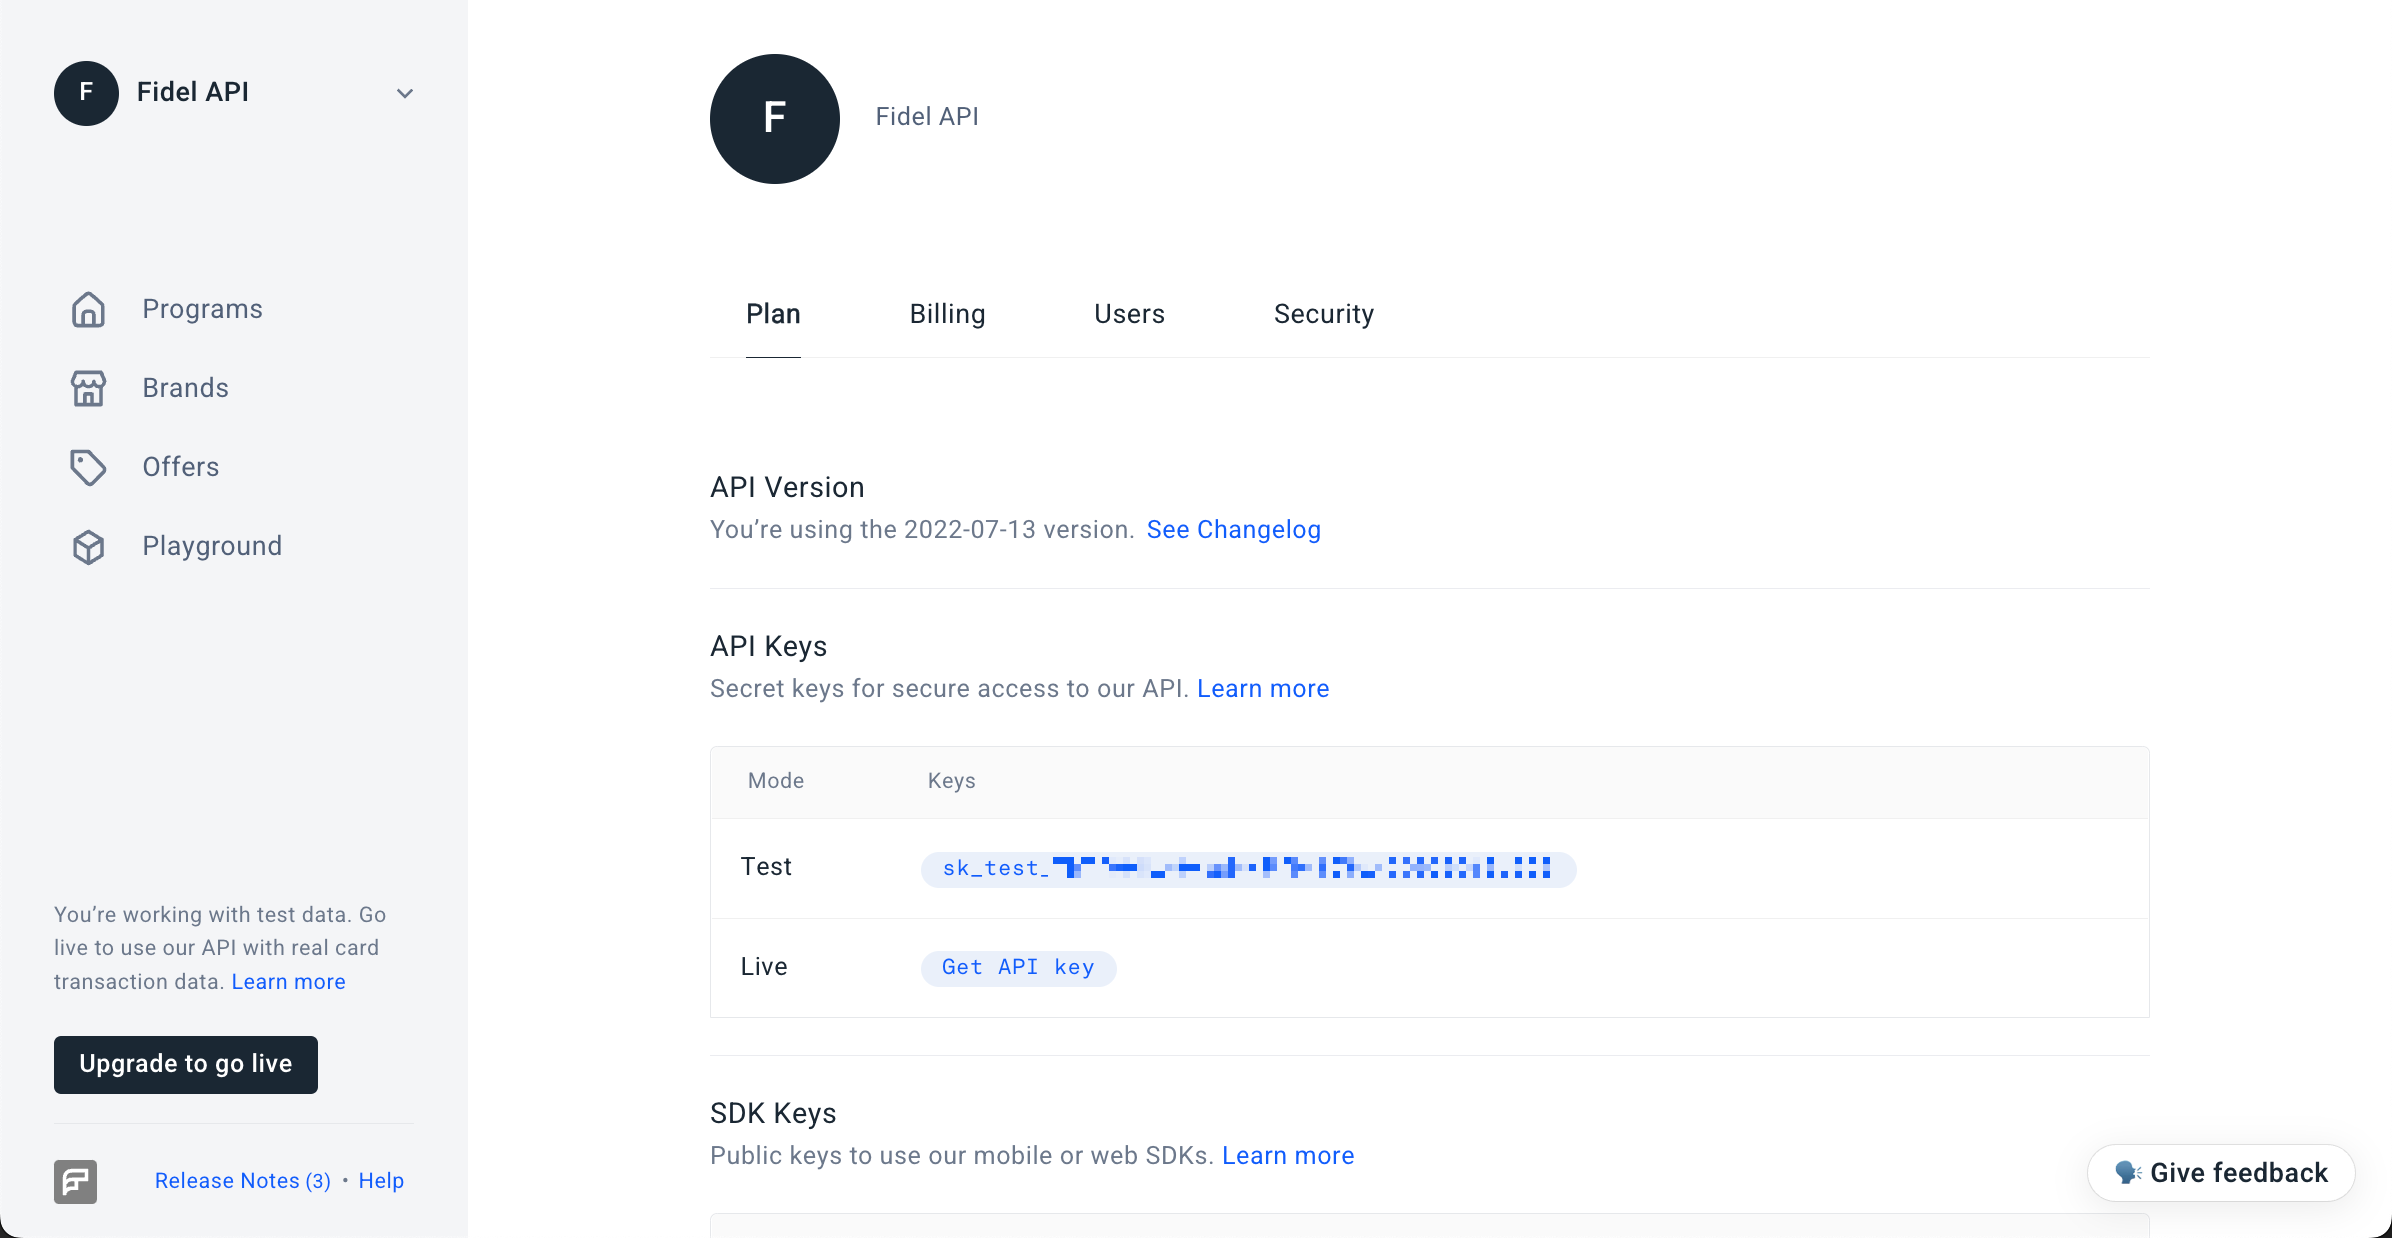 F
Fidel API
Programs
Brands
Offers
Playground
You’re working with test data. Go
live to use our API with real card
transaction data. Learn more
Upgrade to go live
Release Notes (3) • Help
F
Fidel API
Plan Billing Users Security
API Version
You’re using the 2022-07-13 version. See Changelog
API Keys
Secret keys for secure access to our API. Learn more
Mode Keys
Test sk_test_
Live Get API key
SDK Keys
Public keys to use our mobile or web SDKs. Learn more
Give feedback